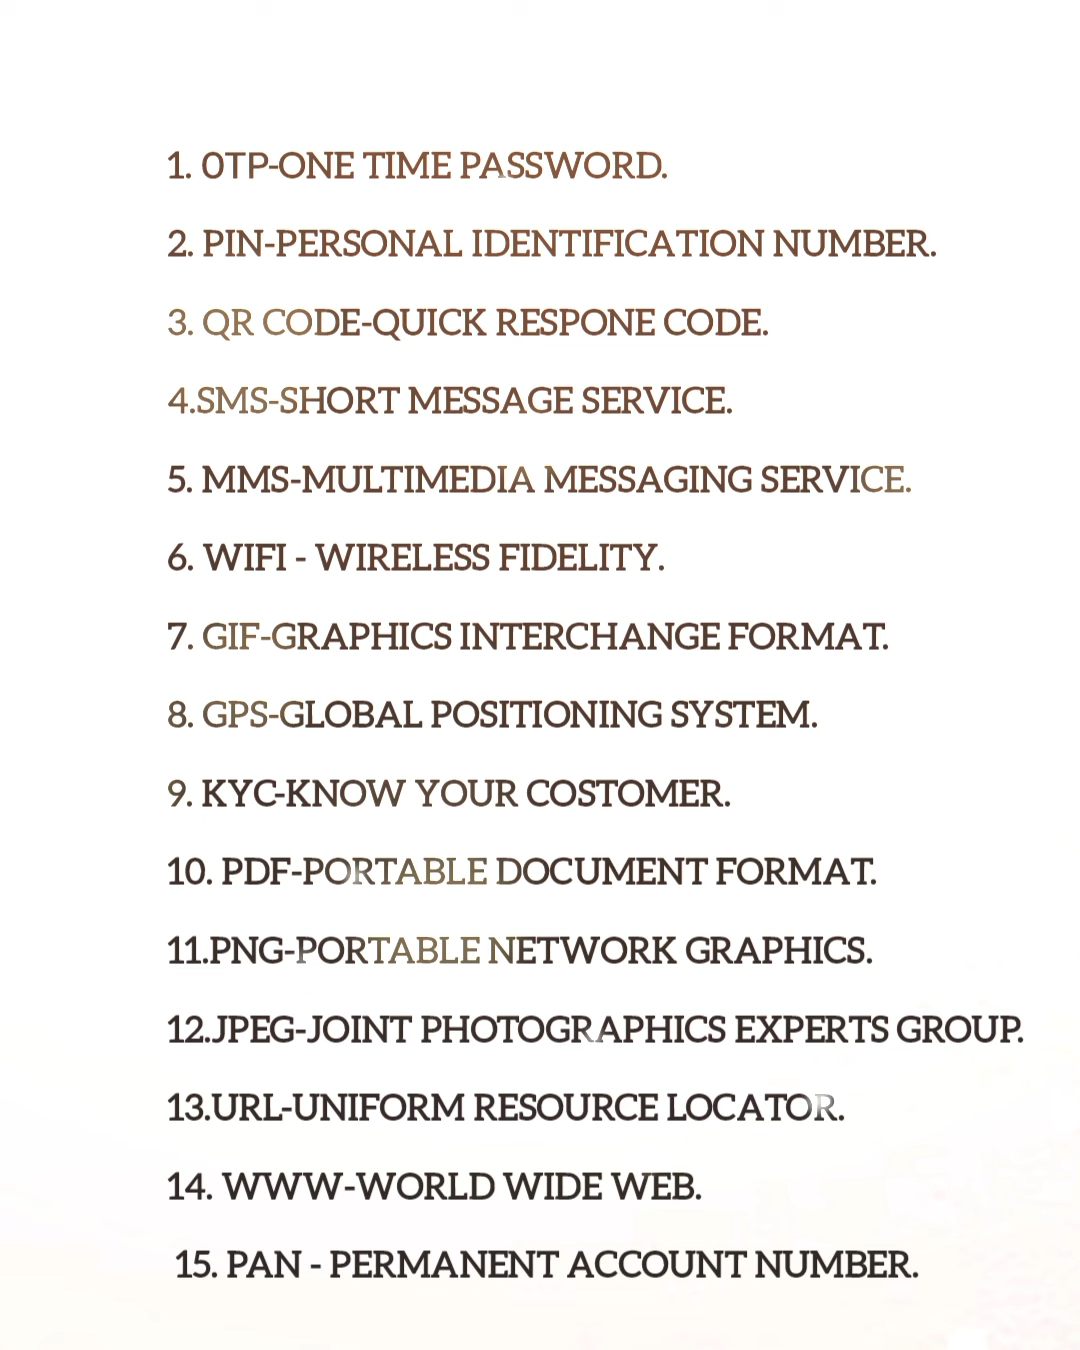 1. 0TP-ONE TIME PASSWORD.
2. PIN-PERSONAL IDENTIFICATION NUMBER.
3. QR CODE-QUICK RESPONE CODE.
4.SMS-SHORT MESSAGE SERVICE.
5. MMS-MULTIMEDIA MESSAGING SERVICE.
6. WIFI - WIRELESS FIDELITY.
7. GIF-GRAPHICS INTERCHANGE FORMAT.
8. GPS-GLOBAL POSITIONING SYSTEM.
9. KYC-KNOW YOUR COSTOMER.
10. PDF-PORTABLE DOCUMENT FORMAT.
11.PNG-PORTABLE NETWORK GRAPHICS.
12.JPEG-JOINT PHOTOGRAPHICS EXPERTS GROUP.
13.URL-UNIFORM RESOURCE LOCATOR.
14. WWW-WORLD WIDE WEB.
15. PAN - PERMANENT ACCOUNT NUMBER.